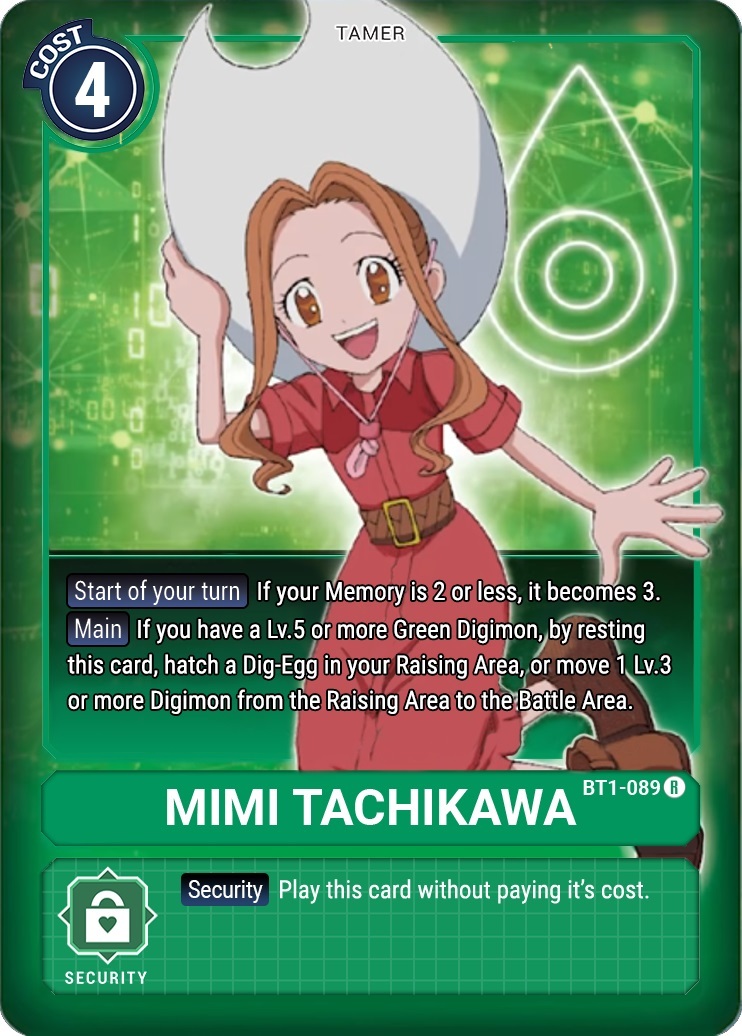 TAMER
COST
4
Start of your turn If your Memory is 2 or less, it becomes 3.
Main If you have a Lv.5 or more Green Digimon, by resting
this card, hatch a Dig-Egg in your Raising Area, or move 1 Lv.3
or more Digimon from the Raising Area to the Battle Area.
BT1-089 R
MIMI TACHIKAWA
Security Play this card without paying it's cost.
SECURITY